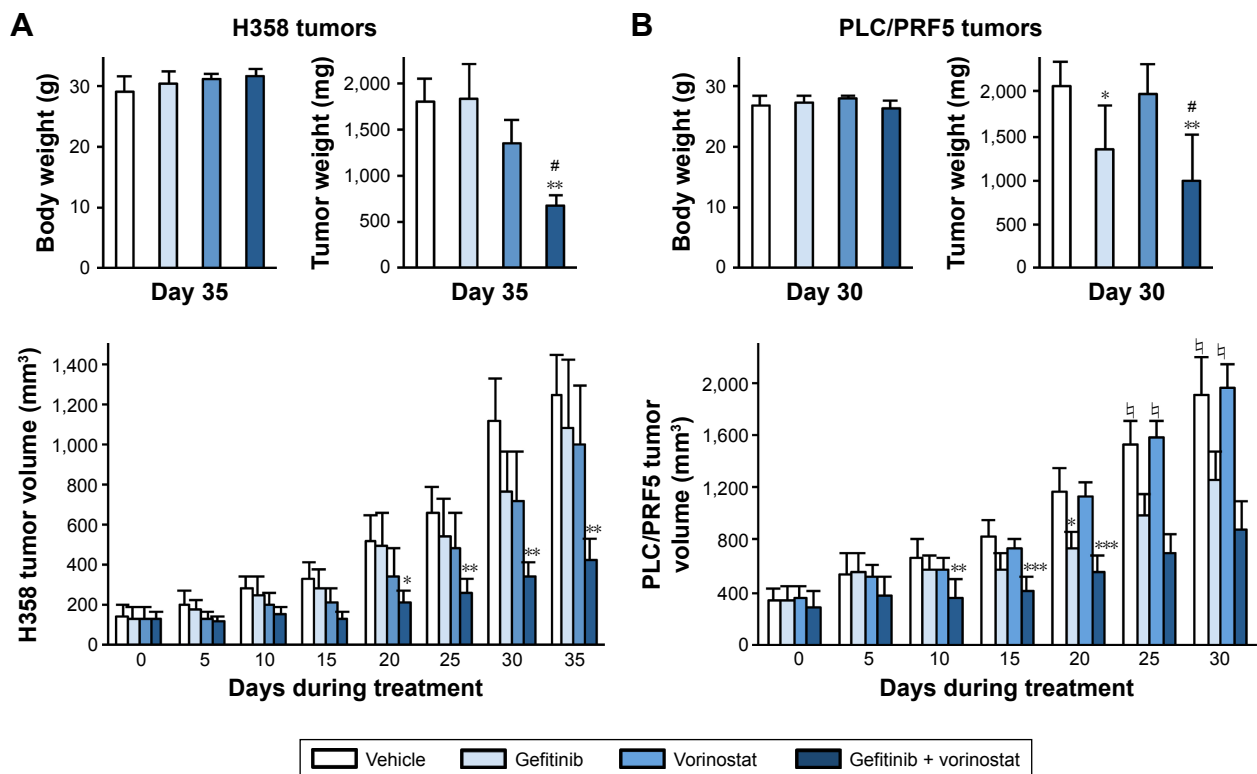 A
H358 tumors
B
PLC/PRF5 tumors
Body weight (g)
30
20
10
0
Day 35
Tumor weight (mg)
2,000
1,500
1,000
500
0
#
**
Day 35
Body weight (g)
30
20
10
0
Day 30
Tumor weight (mg)
2,000
1,500
1,000
500
0
*
#
**
Day 30
H358 tumor volume (mm³)
1,400
1,200
1,000
800
600
400
200
0
*
**
**
**
0 5 10 15 20 25 30 35
Days during treatment
PLC/PRF5 tumor
volume (mm³)
2,000
1,600
1,200
800
400
0
**
***
*
***
♮ ♮
♮ ♮
0 5 10 15 20 25 30
Days during treatment
Vehicle Gefitinib Vorinostat Gefitinib + vorinostat